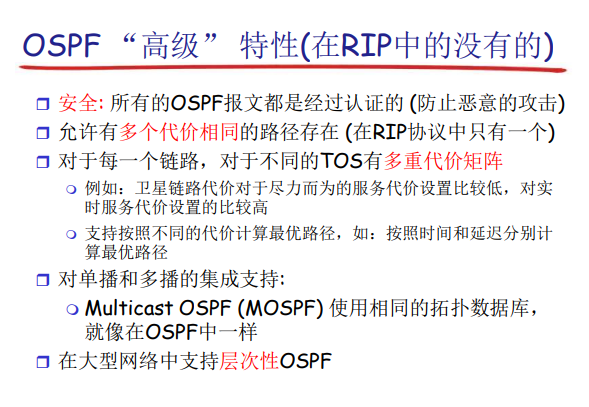 OSPF “高级” 特性(在RIP中的没有的)
安全: 所有的OSPF报文都是经过认证的 (防止恶意的攻击)
允许有多个代价相同的路径存在 (在RIP协议中只有一个)
对于每一个链路，对于不同的TOS有多重代价矩阵
例如：卫星链路代价对于尽力而为的服务代价设置比较低，对实
时服务代价设置的比较高
支持按照不同的代价计算最优路径，如：按照时间和延迟分别计
算最优路径
对单播和多播的集成支持:
Multicast OSPF (MOSPF) 使用相同的拓扑数据库，
就像在OSPF中一样
在大型网络中支持层次性OSPF